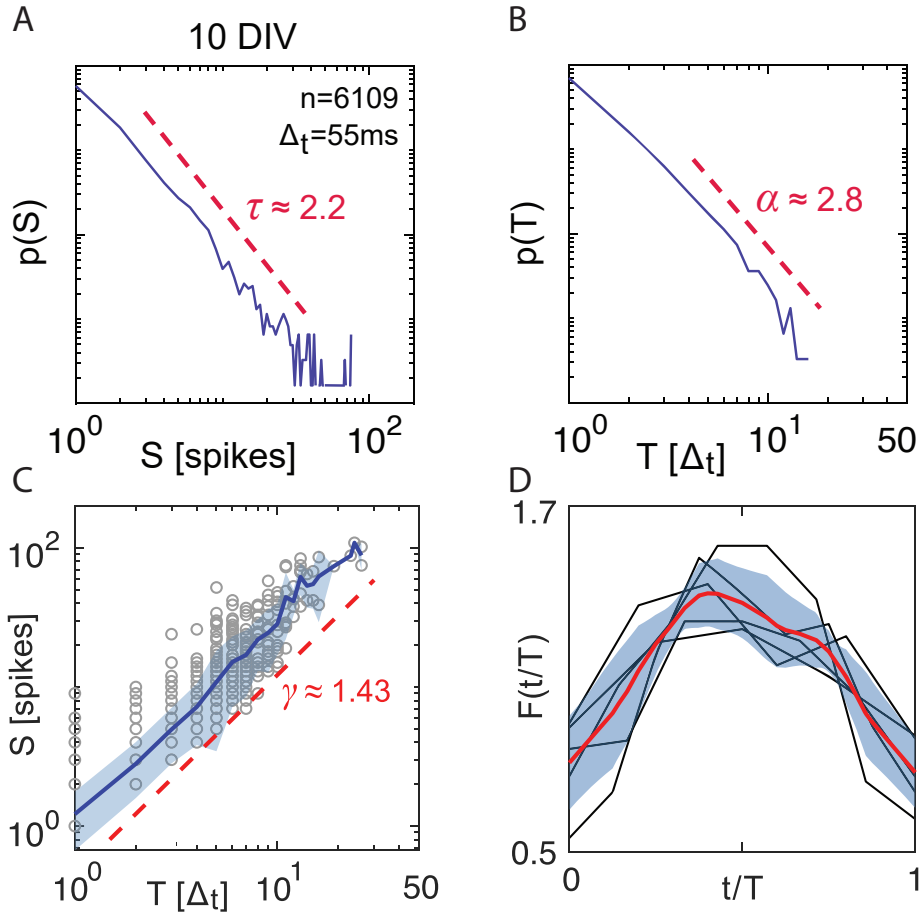 A
10 DIV
n=6109
Δt=55ms
τ ≈ 2.2
p(S)
10^0
10^2
S [spikes]
B
α ≈ 2.8
p(T)
10^0
10^1
50
T [Δt]
C
10^2
S [spikes]
γ ≈ 1.43
10^0
10^0
10^1
50
T [Δt]
D
1.7
F(t/T)
0.5
0
1
t/T